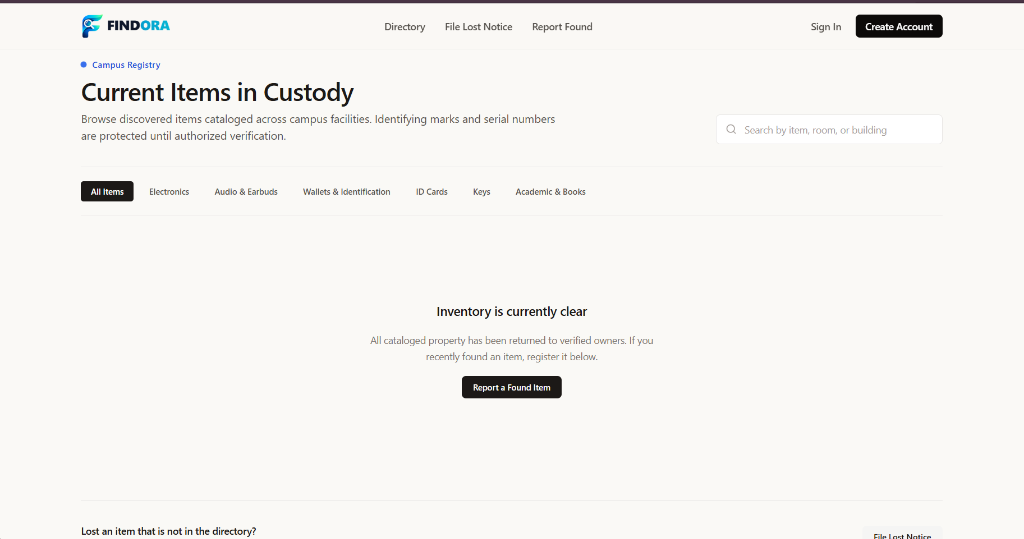 FINDORA
Directory
File Lost Notice
Report Found
Sign In
Create Account
Campus Registry
Current Items in Custody
Browse discovered items cataloged across campus facilities. Identifying marks and serial numbers
are protected until authorized verification.
Search by item, room, or building
All Items
Electronics
Audio & Earbuds
Wallets & Identification
ID Cards
Keys
Academic & Books
Inventory is currently clear
All cataloged property has been returned to verified owners. If you
recently found an item, register it below.
Report a Found Item
Lost an item that is not in the directory?
File Lost Notice